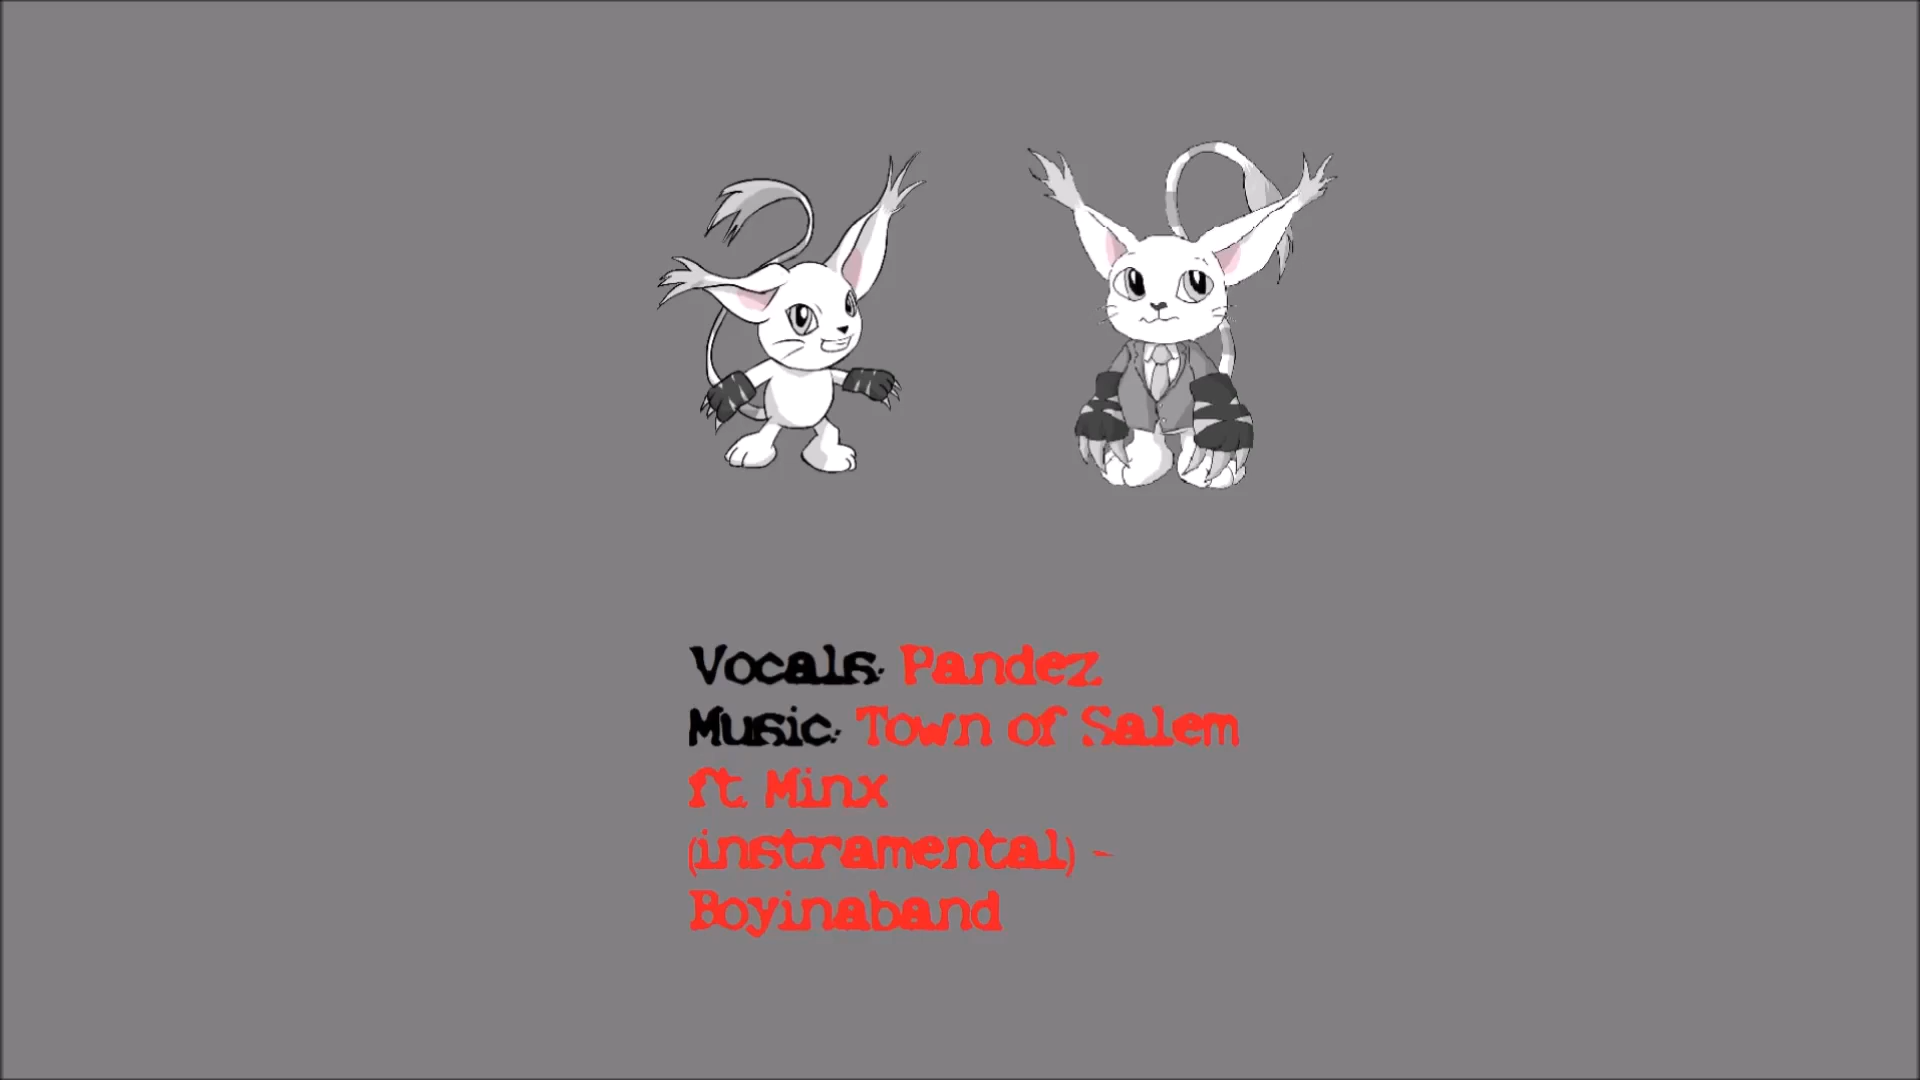 Vocals: Pandez
Music: Town of Salem
ft. Minx
(instramental) -
Boyinaband